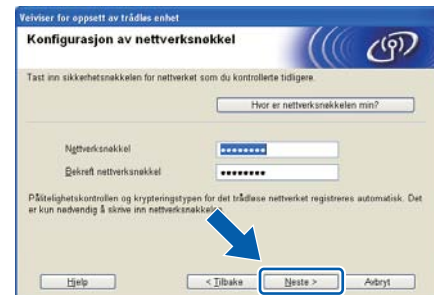 Veiviser for oppsett av trådløs enhet
Konfigurasjon av nettverksnøkkel
Tast inn sikkerhetsnøkkelen for nettverket som du kontrollerte tidligere.
Hvor er nettverksnøkkelen min?
Nettverksnøkkel
Bekreft nettverksnøkkel
Pålitelighetskontrollen og krypteringstypen for det trådløse nettverket registreres automatisk. Det
er kun nødvendig å skrive inn nettverksnøkkelen.
Hjelp
< Tilbake
Neste >
Avbryt